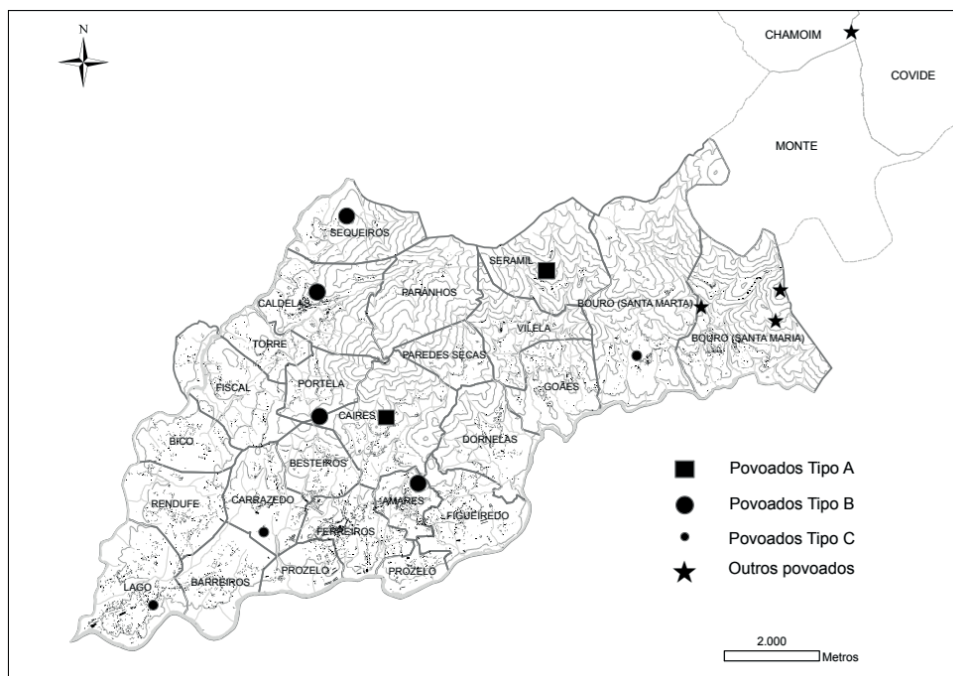 N
CHAMOIM
COVIDE
MONTE
SEQUEIROS
SERAMIL
CALDELAS
PARANHOS
BOURO (SANTA MARTA)
VILELA
BOURO (SANTA MARIA)
TORRE
PAREDES SECAS
FISCAL
PORTELA
GOÃES
CAIRES
BICO
DORNELAS
BESTEIROS
RENDUFE
CARRAZEDO
AMARES
FIGUEIREDO
FERREIROS
PROZELO
PROZELO
LAGO
BARREIROS
Povoados Tipo A
Povoados Tipo B
Povoados Tipo C
Outros povoados
2.000
Metros